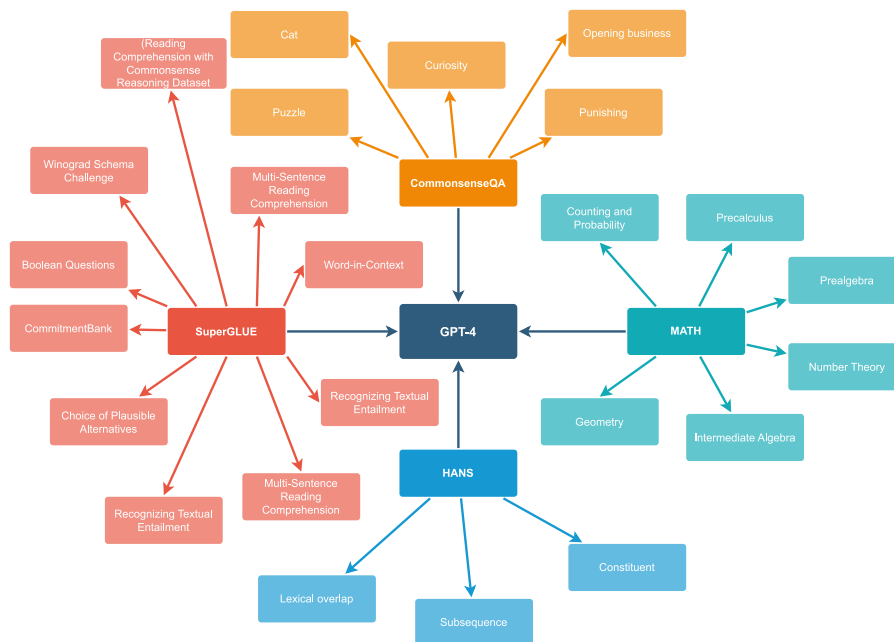 (Reading
Comprehension with
Commonsense
Reasoning Dataset
Cat
Curiosity
Opening business
Puzzle
Punishing
Winograd Schema
Challenge
Multi-Sentence
Reading
Comprehension
CommonsenseQA
Counting and
Probability
Precalculus
Boolean Questions
Word-in-Context
Prealgebra
CommitmentBank
SuperGLUE
GPT-4
MATH
Number Theory
Choice of Plausible
Alternatives
Recognizing Textual
Entailment
Geometry
Intermediate Algebra
HANS
Multi-Sentence
Reading
Comprehension
Recognizing Textual
Entailment
Constituent
Lexical overlap
Subsequence